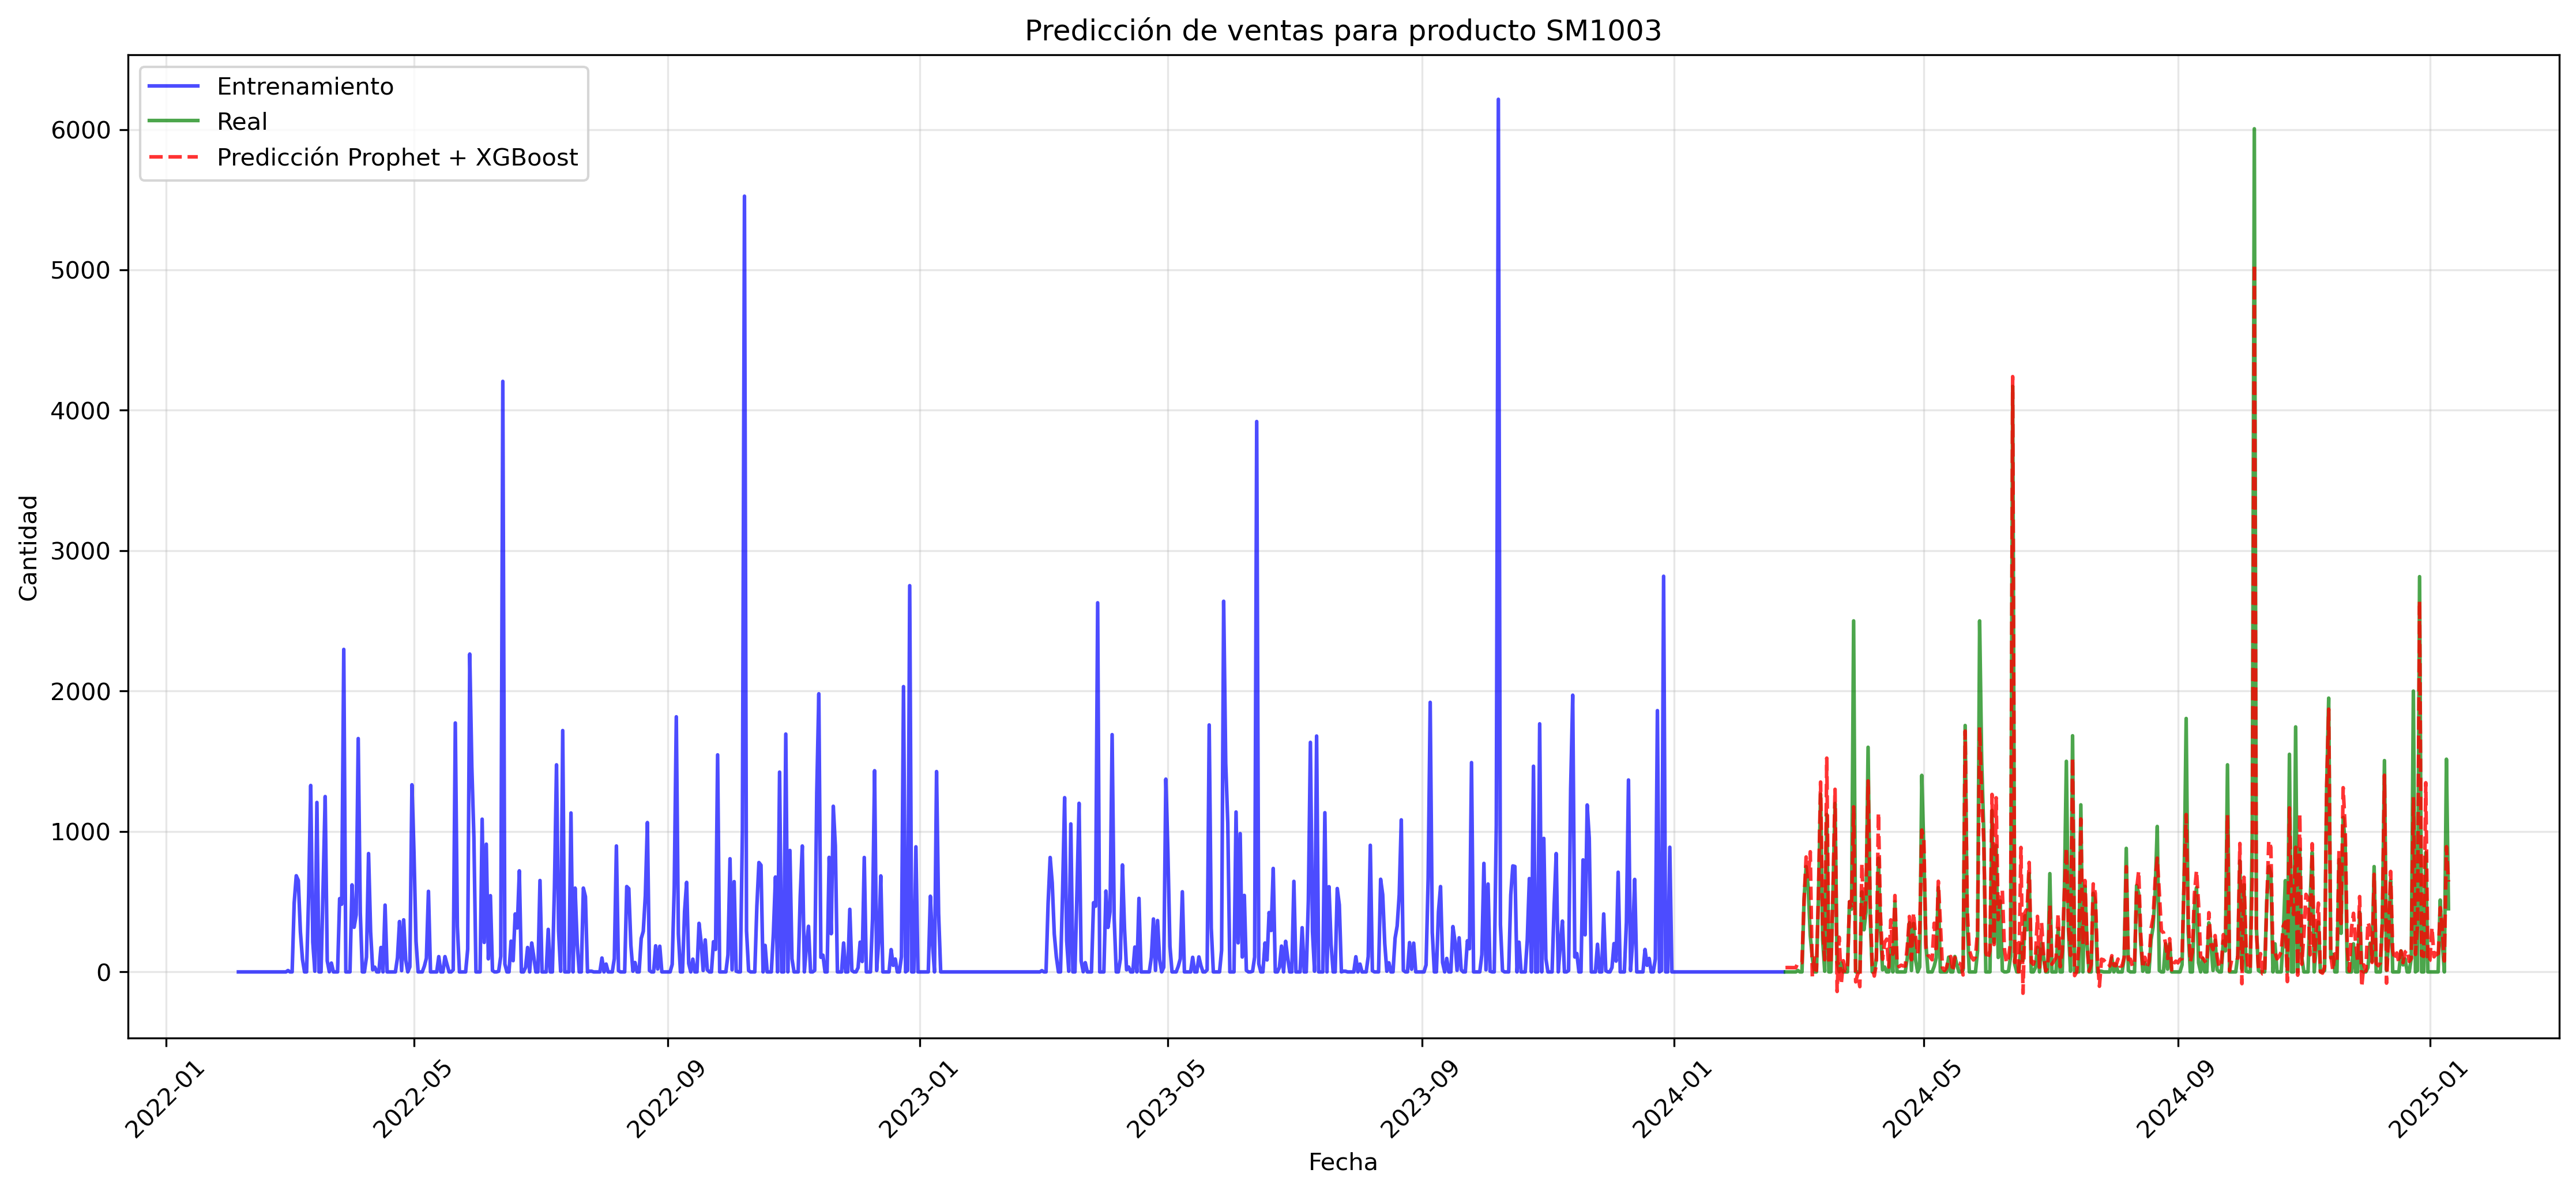 Predicción de ventas para producto SM1003
Entrenamiento
Real
Predicción Prophet + XGBoost
6000
5000
4000
3000
2000
1000
0
Cantidad
2022-01
2022-05
2022-09
2023-01
2023-05
2023-09
2024-01
2024-05
2024-09
2025-01
Fecha